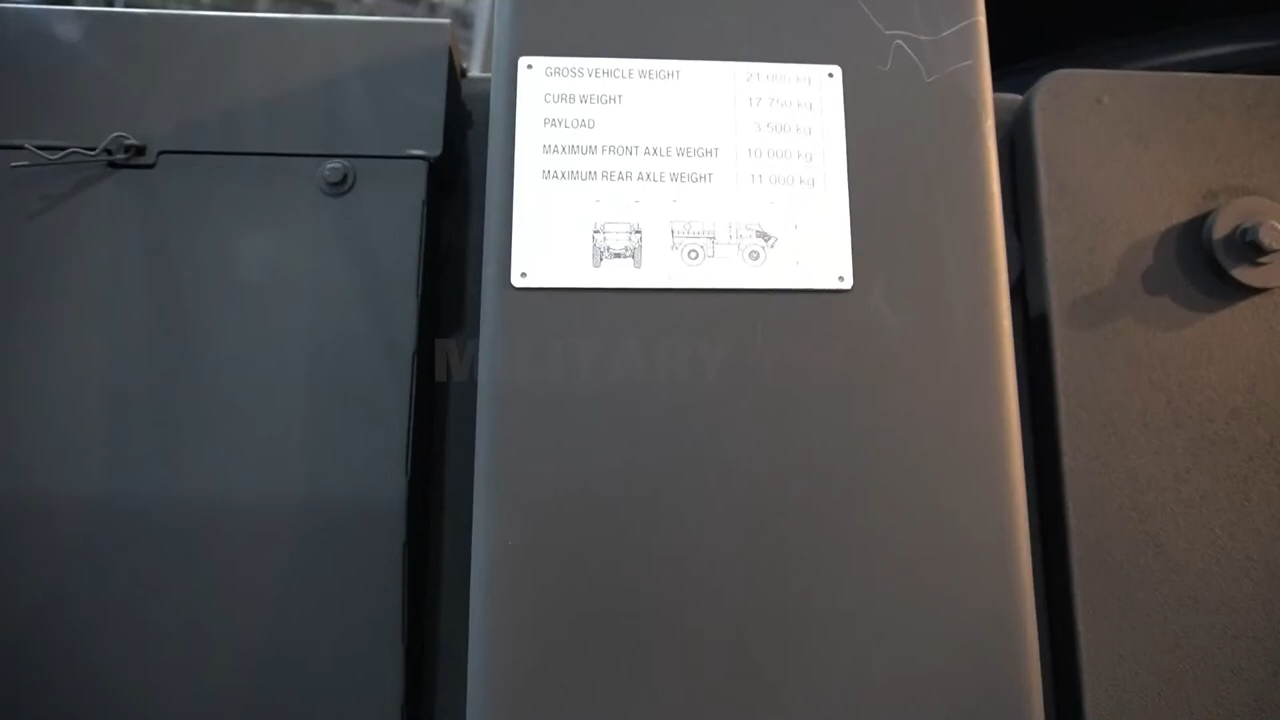 GROSS VEHICLE WEIGHT 21 000 kg
CURB WEIGHT 17 750 kg
PAYLOAD 3 500 kg
MAXIMUM FRONT AXLE WEIGHT 10 000 kg
MAXIMUM REAR AXLE WEIGHT 11 000 kg
MILITARY